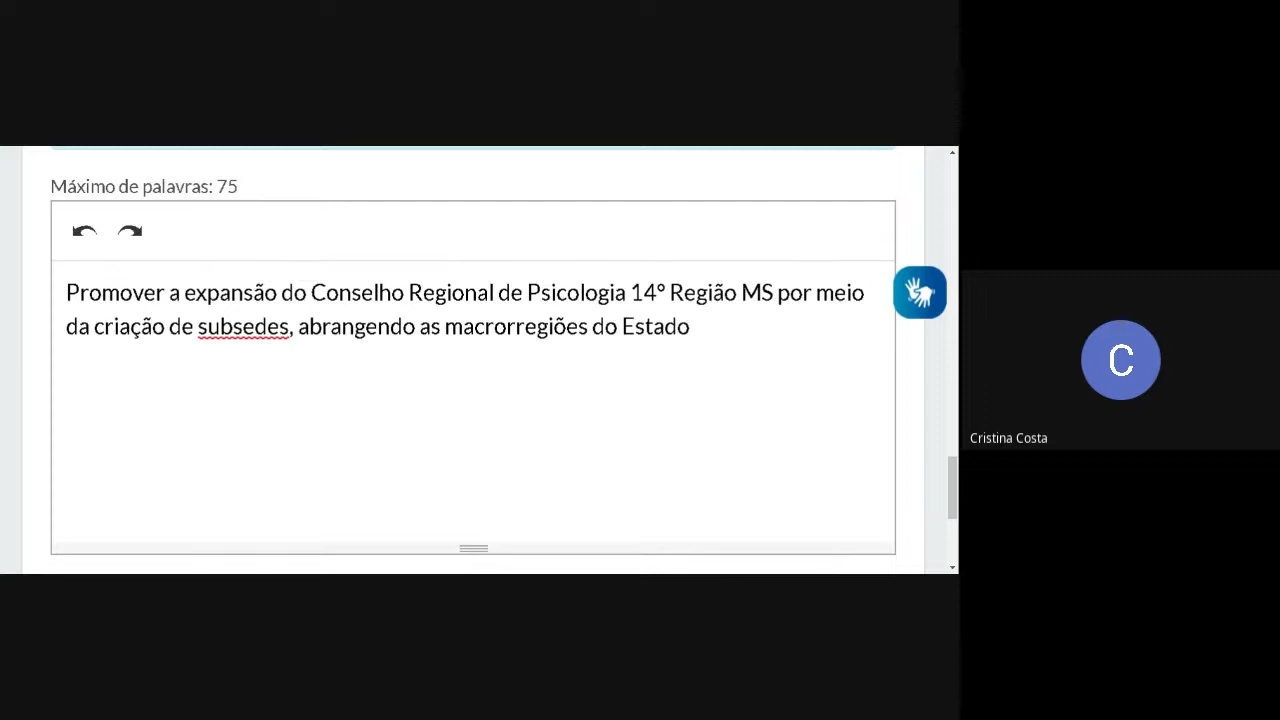 Máximo de palavras: 75
Promover a expansão do Conselho Regional de Psicologia 14° Região MS por meio
da criação de subsedes, abrangendo as macrorregiões do Estado
C
Cristina Costa